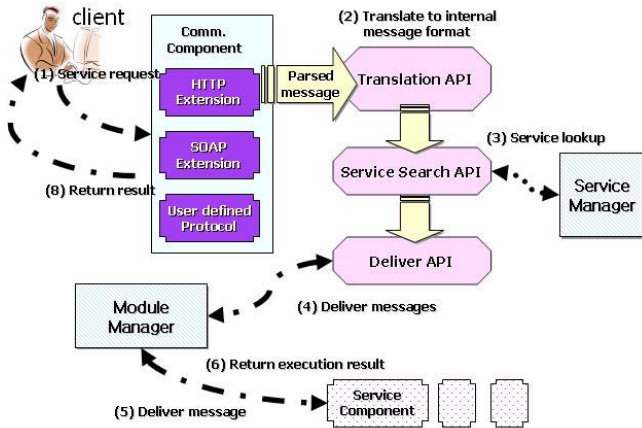 client
(1) Service request
Comm.
Component
HTTP
Extension
SOAP
Extension
User defined
Protocol
(8) Return result
Parsed
message
(2) Translate to internal
message format
Translation API
(3) Service lookup
Service Search API
Service
Manager
Deliver API
(4) Deliver messages
Module
Manager
(6) Return execution result
(5) Deliver message
Service
Component